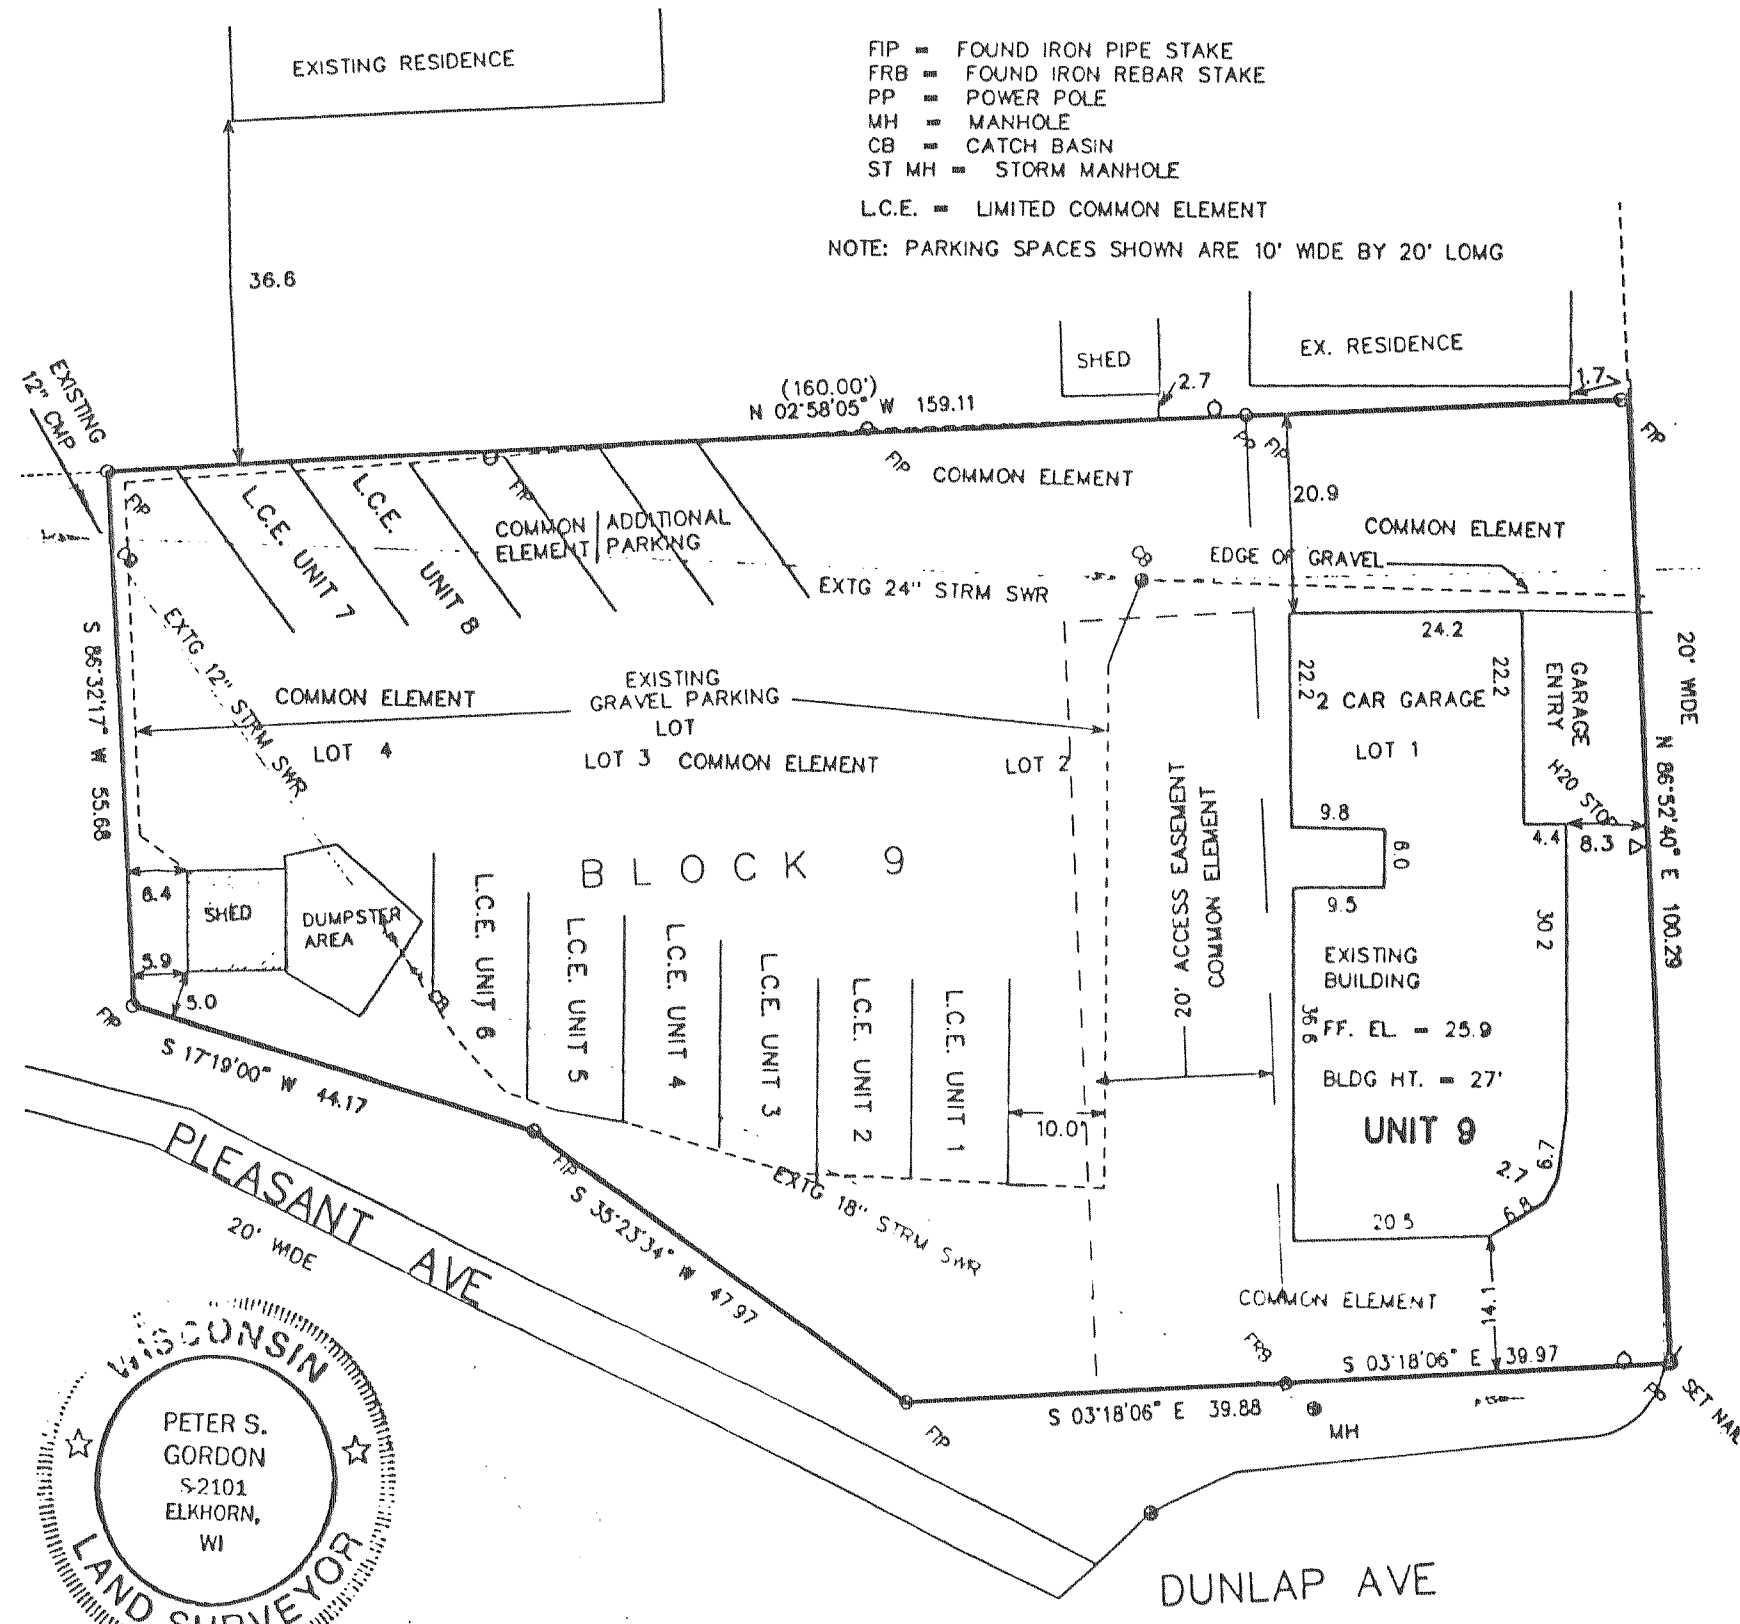 EXISTING RESIDENCE
FIP = FOUND IRON PIPE STAKE
FRB = FOUND IRON REBAR STAKE
PP = POWER POLE
MH = MANHOLE
CB = CATCH BASIN
ST MH = STORM MANHOLE
L.C.E. = LIMITED COMMON ELEMENT
NOTE: PARKING SPACES SHOWN ARE 10' WIDE BY 20' LOMG
36.6
EXISTING
12" CMP
SHED
EX. RESIDENCE
2.7
1.7
(160.00')
N 02°58'05" W 159.11
FIP
FIP
FIP
FIP
FIP
FIP
COMMON ELEMENT
20.9
COMMON ELEMENT
L.C.E. UNIT 7
L.C.E. UNIT 8
COMMON ADDITIONAL
ELEMENT PARKING
CB
CB
EDGE OF GRAVEL
EXTG 24" STRM SWR
EXTG 12" STRM SWR
S 86°32'17" W 55.68
COMMON ELEMENT
EXISTING
GRAVEL PARKING
LOT
LOT 4
LOT 3 COMMON ELEMENT
LOT 2
24.2
22.2
22.2
2 CAR GARAGE
LOT 1
GARAGE
ENTRY
H20 STOP
20' WIDE
N 86°52'40" E 100.29
9.8
6.0
9.5
4.4
8.3
BLOCK 9
20' ACCESS EASEMENT
COMMON ELEMENT
6.4
SHED
DUMPSTER
AREA
5.9
5.0
CB
FIP
L.C.E. UNIT 6
L.C.E. UNIT 5
L.C.E. UNIT 4
L.C.E. UNIT 3
L.C.E. UNIT 2
L.C.E. UNIT 1
10.0'
EXISTING
BUILDING
30.2
36.6
FF. EL. = 25.9
BLDG HT. = 27'
UNIT 9
2.7
6.8
20.5
14.1
S 17°19'00" W 44.17
FIP
S 35°23'34" W 47.97
EXTG 18" STRM SWR
PLEASANT AVE
20' WIDE
COMMON ELEMENT
FRB
S 03°18'06" E 39.97
S 03°18'06" E 39.88
MH
FIP
PP
SET NAIL
DUNLAP AVE
WISCONSIN
PETER S.
GORDON
S-2101
ELKHORN,
WI
LAND SURVEYOR